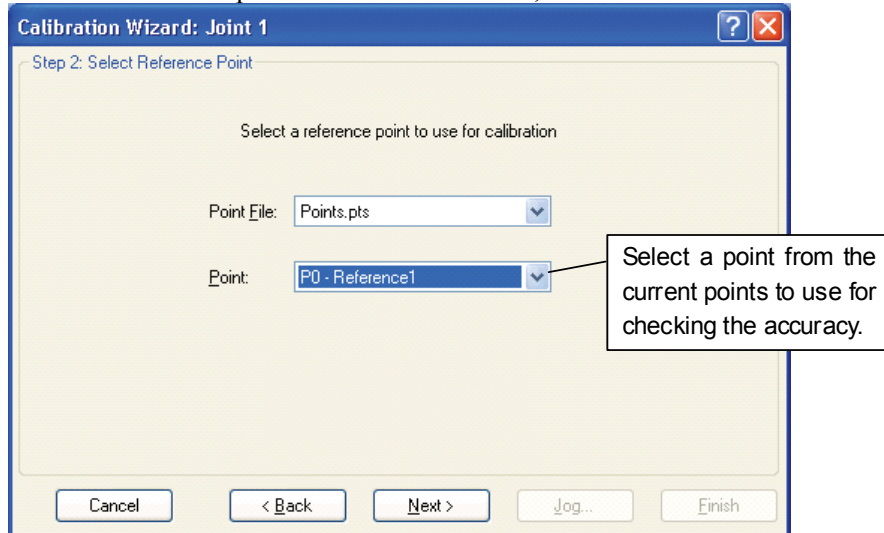 Calibration Wizard: Joint 1
Step 2: Select Reference Point
Select a reference point to use for calibration
Point File: Points.pts
Point: P0 - Reference1
Select a point from the
current points to use for
checking the accuracy.
Cancel < Back Next > Jog... Finish